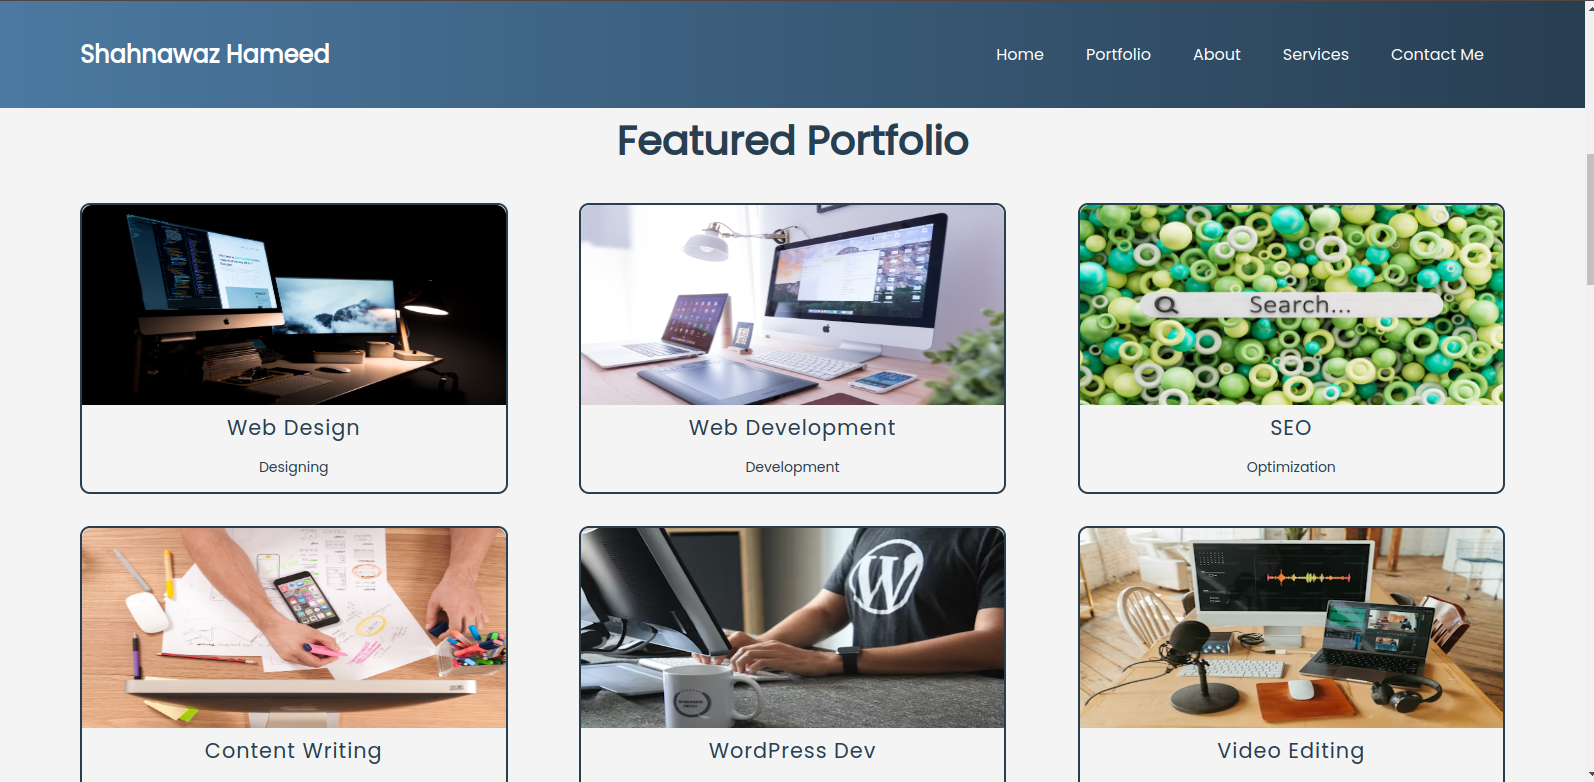 Shahnawaz Hameed
Home Portfolio About Services Contact Me
Featured Portfolio
Search...
Web Design
Designing
Web Development
Development
SEO
Optimization
W
Content Writing
WordPress Dev
Video Editing